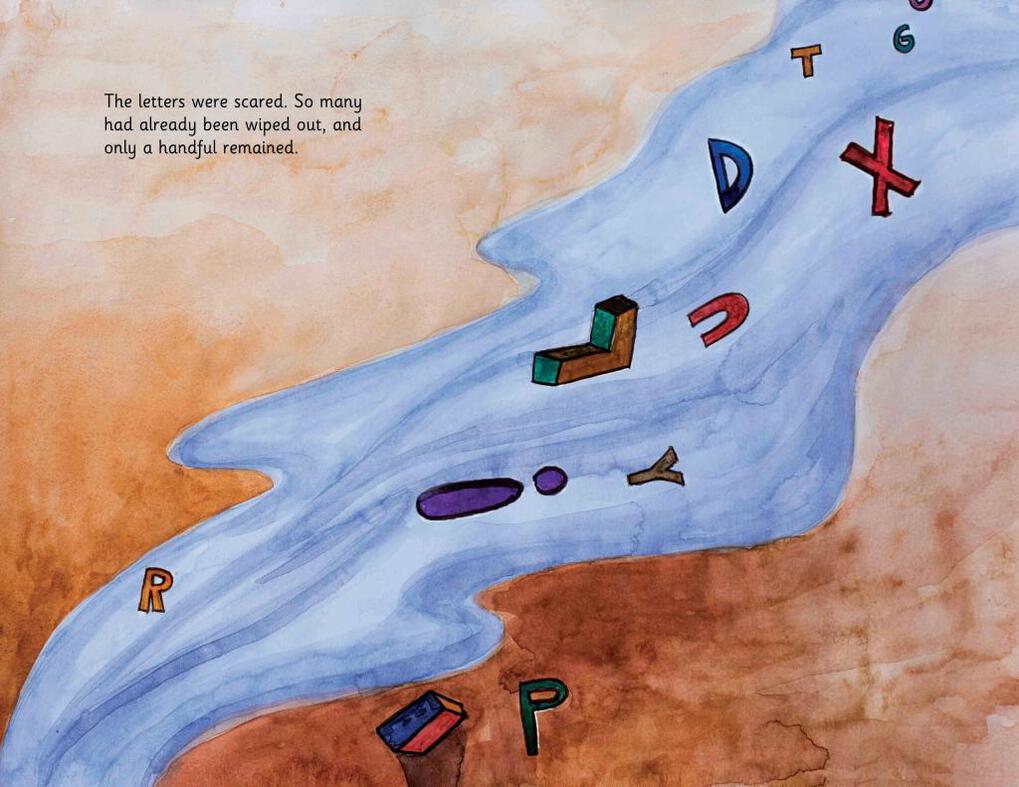 The letters were scared. So many
had already been wiped out, and
only a handful remained.
G
T
D
X
U
L
!
Y
R
P